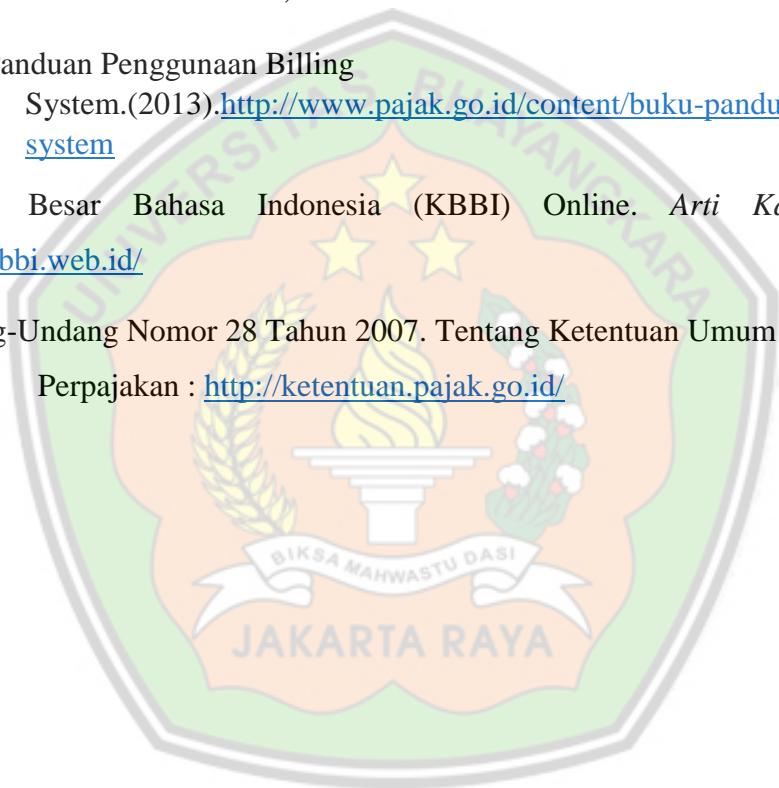 anduan Penggunaan Billing
System.(2013).http://www.pajak.go.id/content/buku-pandu
system
Besar Bahasa Indonesia (KBBI) Online. Arti Ka
bbi.web.id/
g-Undang Nomor 28 Tahun 2007. Tentang Ketentuan Umum
Perpajakan : http://ketentuan.pajak.go.id/
UNIVERSITAS BHAYANGKARA
BIKSA MAHWASTU DASI
JAKARTA RAYA